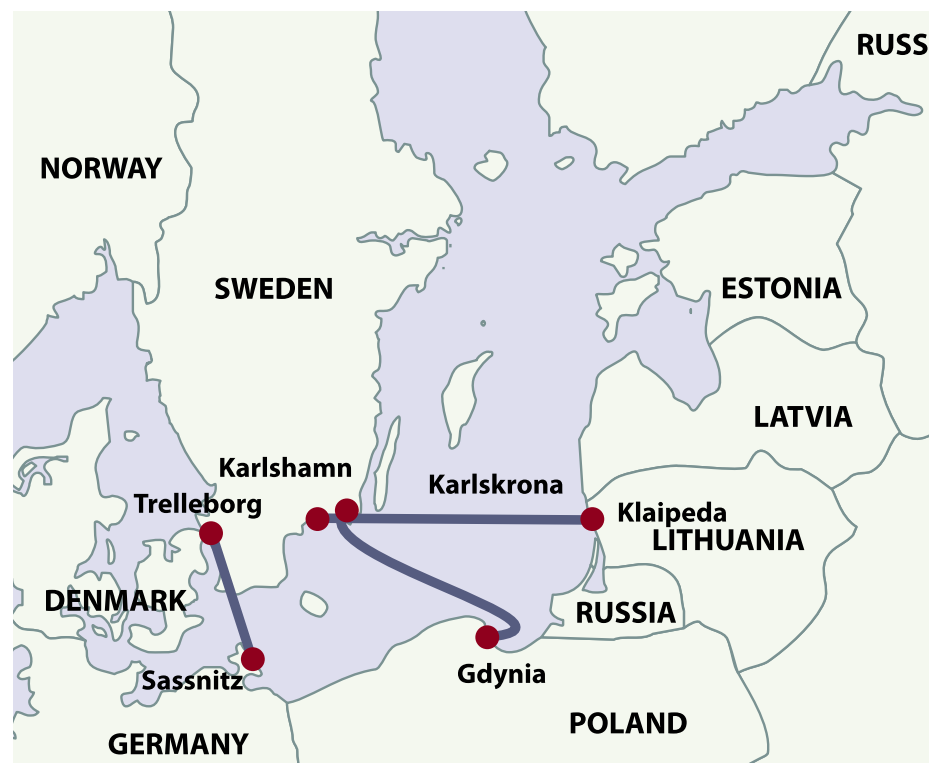 RUSS
NORWAY
SWEDEN
ESTONIA
LATVIA
Karlshamn
Karlskrona
Trelleborg
Klaipeda
LITHUANIA
DENMARK
RUSSIA
Gdynia
Sassnitz
POLAND
GERMANY